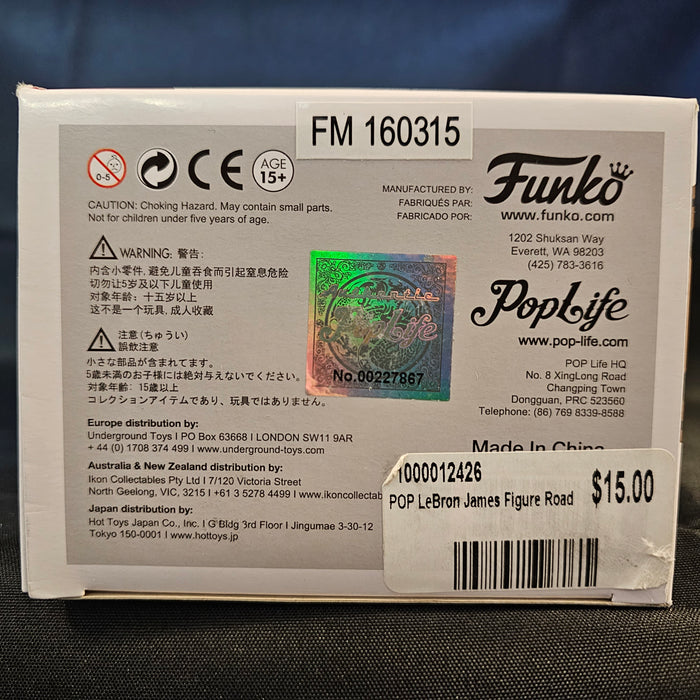 FM 160315
0-5
CE
AGE
15+
CAUTION: Choking Hazard. May contain small parts.
Not for children under five years of age.
WARNING: 警告:
内含小零件, 避免儿童吞食而引起窒息危险
切勿让5岁及以下儿童使用
对象年龄: 十五岁以上
这不是一个玩具, 成人收藏
注意 (ちゅうい)
誤飲注意
小さな部品が含まれてます。
5歳未満のお子様には絶対与えないでください。
対象年齢: 15歳以上
コレクションアイテムであり、玩具ではありません。
Europe distribution by:
Underground Toys I PO Box 63668 I LONDON SW11 9AR
+ 44 (0) 1708 374 499 I www.underground-toys.com
Australia & New Zealand distribution by:
Ikon Collectables Pty Ltd I 7/120 Victoria Street
North Geelong, VIC, 3215 I +61 3 5278 4499 I www.ikoncollectab
Japan distribution by:
Hot Toys Japan Co., Inc. I G Bldg 3rd Floor I Jingumae 3-30-12
Tokyo 150-0001 I www.hottoys.jp
PopLife
No.00227867
MANUFACTURED BY:
FABRIQUÉS PAR:
FABRICADO POR:
Funko
www.funko.com
1202 Shuksan Way
Everett, WA 98203
(425) 783-3616
PopLife
www.pop-life.com
POP Life HQ
No. 8 XingLong Road
Changping Town
Dongguan, PRC 523560
Telephone: (86) 769 8339-8588
Made In China
1000012426
POP LeBron James Figure Road
$15.00